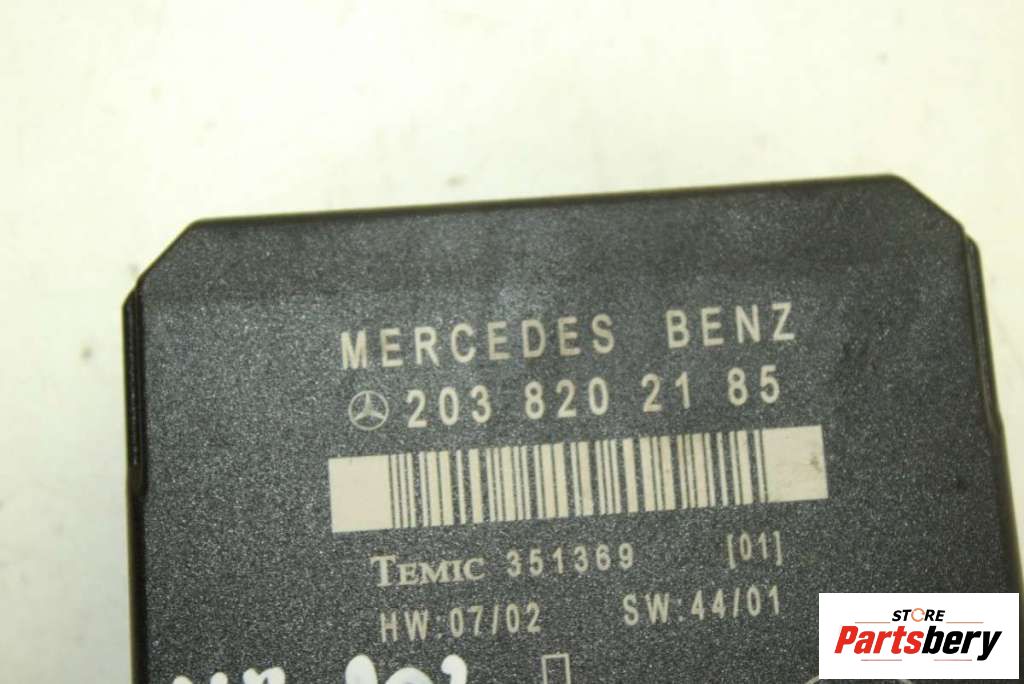 MERCEDES BENZ
203 820 21 85
TEMIC 351369 [01]
HW:07/02 SW:44/01
STORE
Partsbery